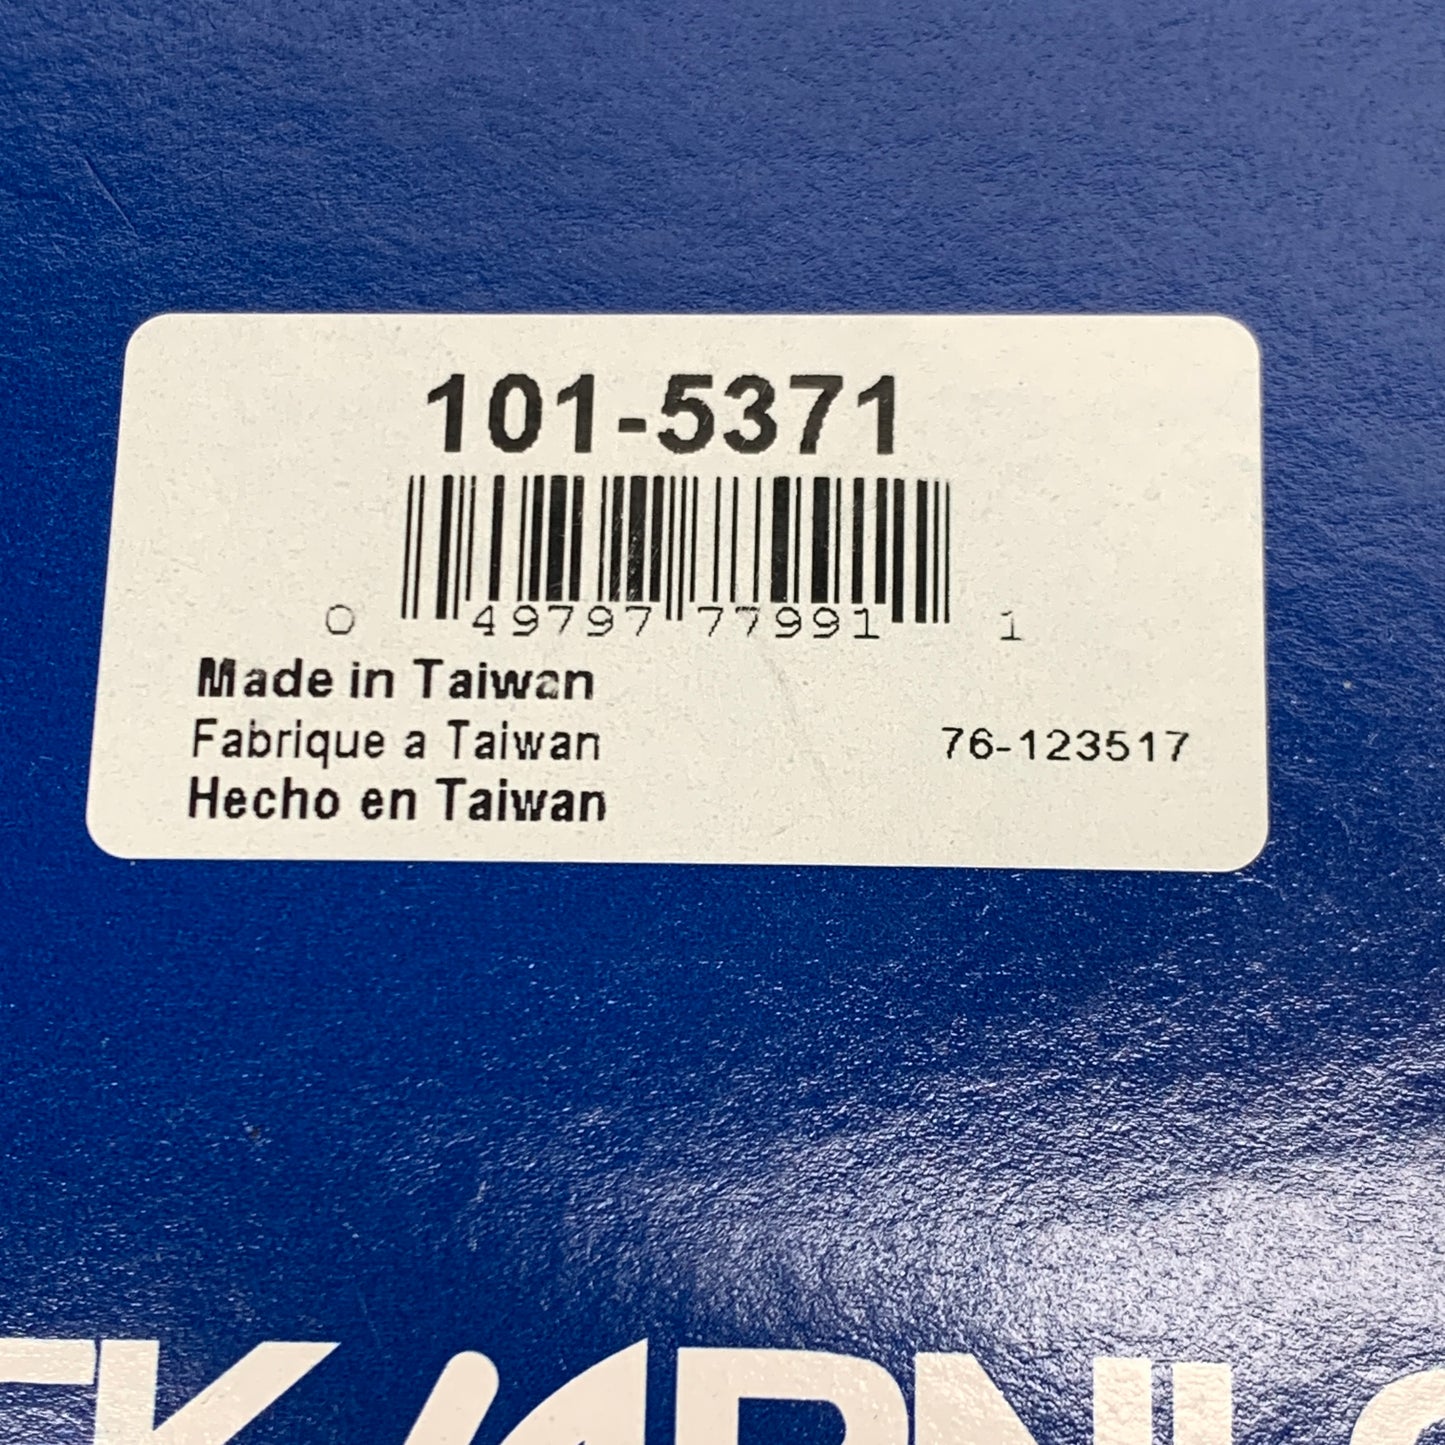 101-5371
0 49797 77991 1
Made in Taiwan
Fabrique a Taiwan
76-123517
Hecho en Taiwan